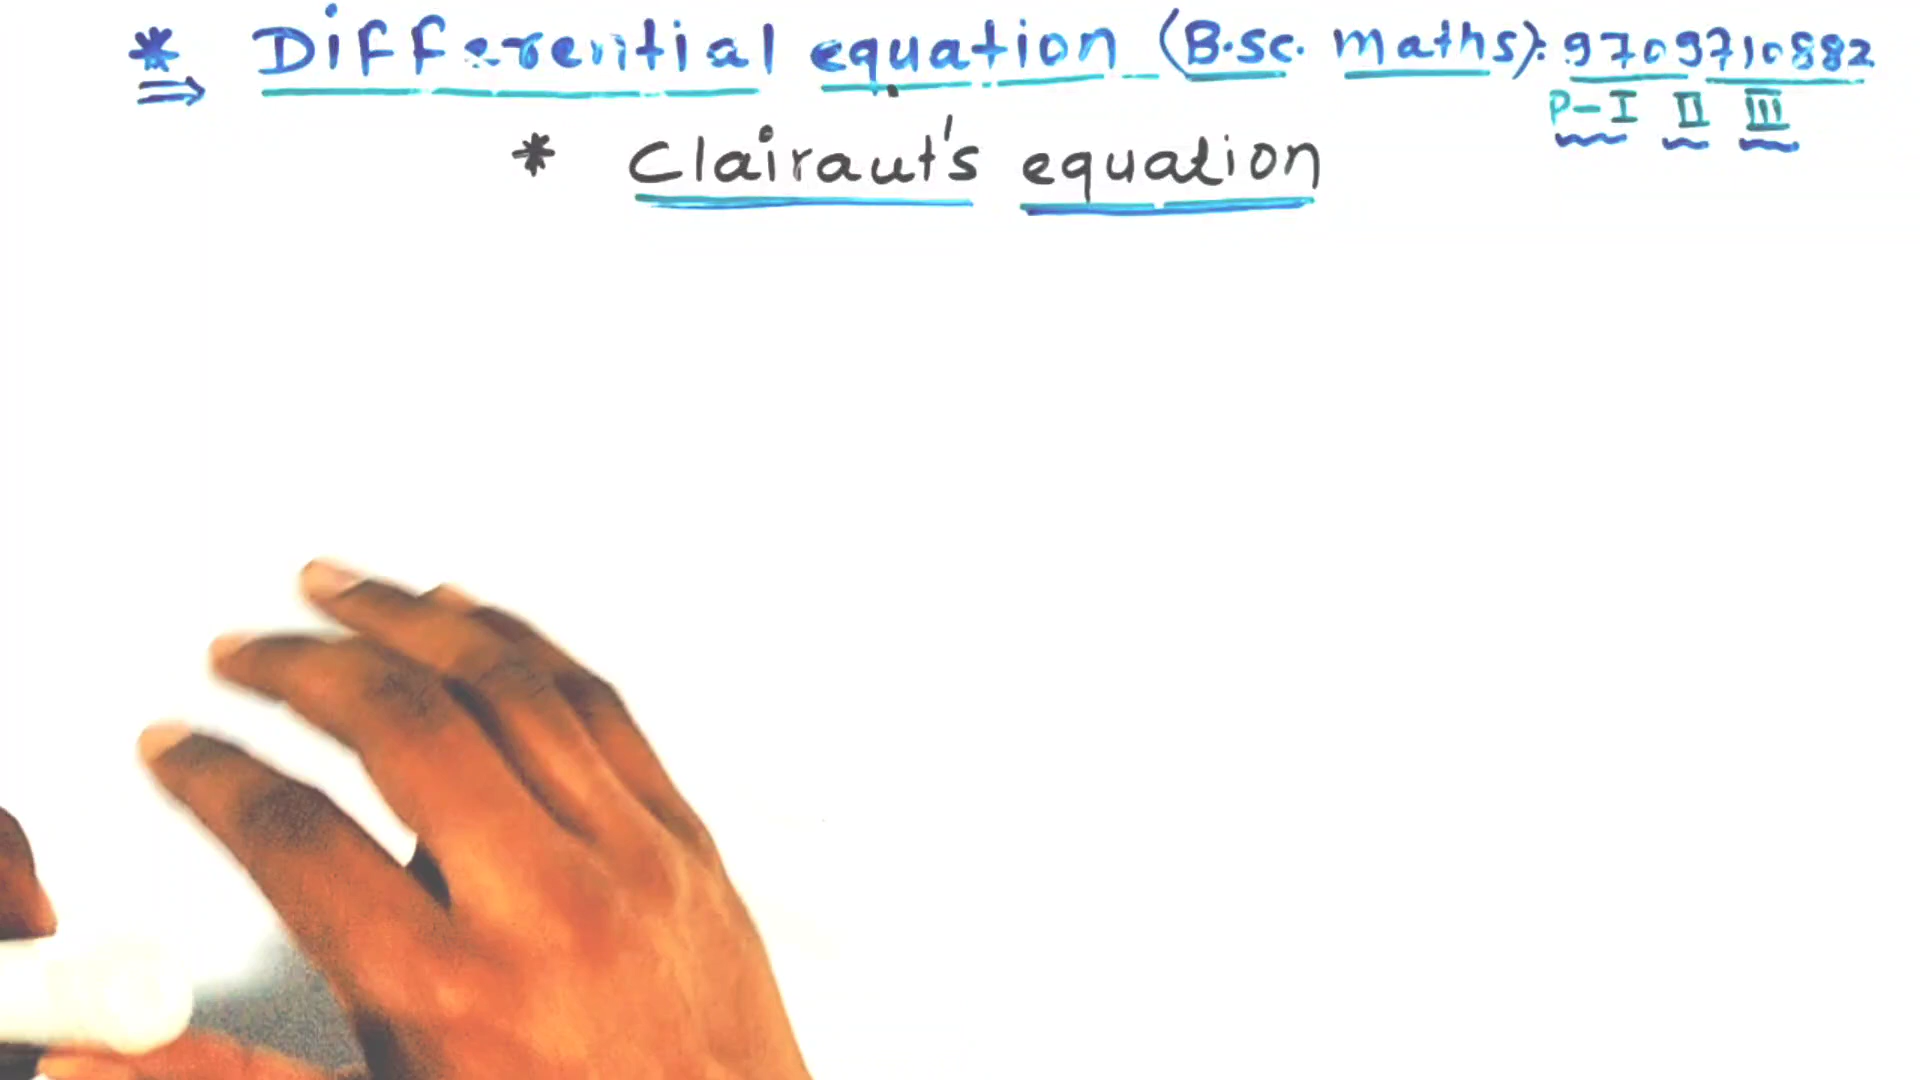 * Differential equation (B.sc. maths): 9709710882
⇒ P-I II III
* Clairaut's equation